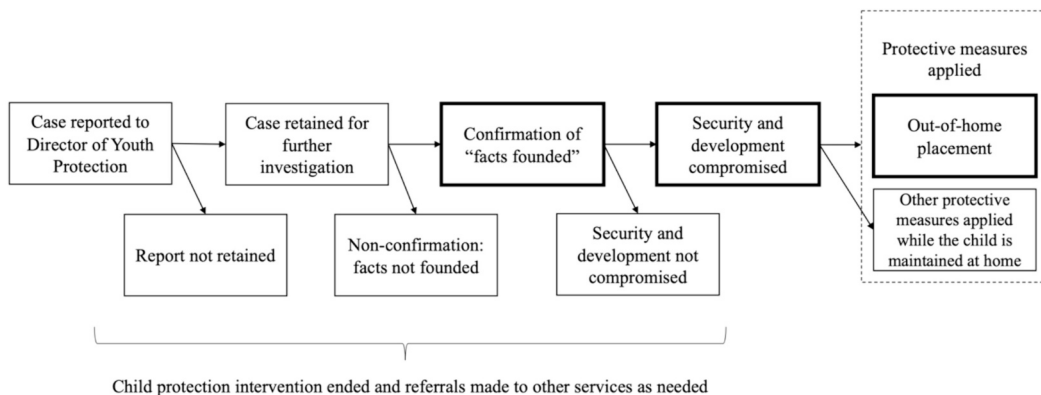 Protective measures
applied
Case reported to
Director of Youth
Protection
Case retained for
further
investigation
Confirmation of
“facts founded”
Security and
development
compromised
Out-of-home
placement
Report not retained
Non-confirmation:
facts not founded
Security and
development not
compromised
Other protective
measures applied
while the child is
maintained at home
Child protection intervention ended and referrals made to other services as needed